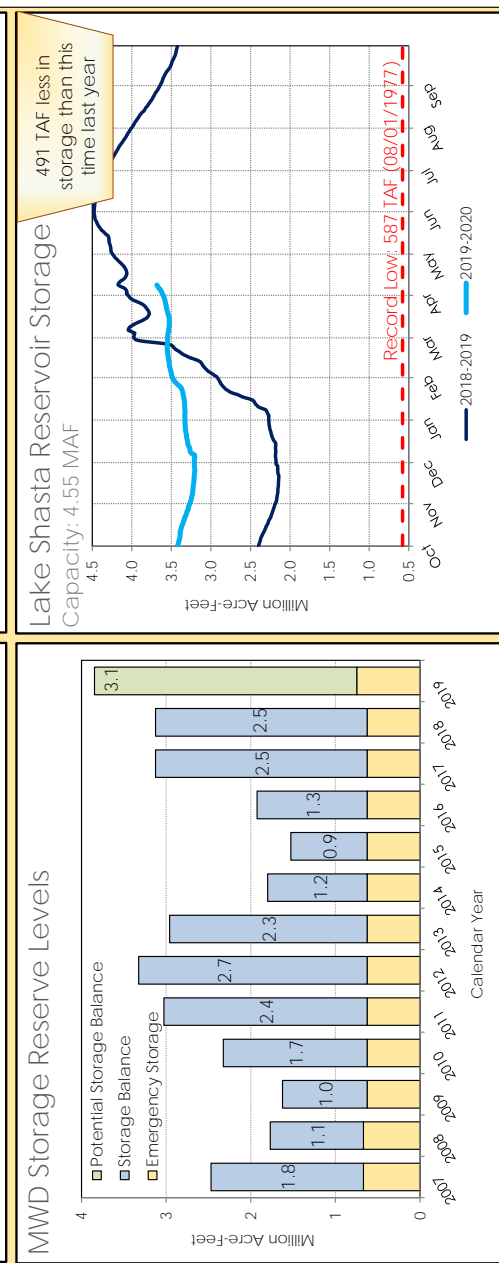 MWD Storage Reserve Levels
Million Acre-Feet
4
3
2
1
0
Potential Storage Balance
Storage Balance
Emergency Storage
1.8
1.1
1.0
1.7
2.4
2.7
2.3
1.2
0.9
1.3
2.5
2.5
3.1
2007
2008
2009
2010
2011
2012
2013
2014
2015
2016
2017
2018
2019
Calendar Year
Lake Shasta Reservoir Storage
Capacity: 4.55 MAF
491 TAF less in
storage than this
time last year
Million Acre-Feet
4.5
4.0
3.5
3.0
2.5
2.0
1.5
1.0
0.5
Record Low: 587 TAF (08/01/1977)
Oct
Nov
Dec
Jan
Feb
Mar
Apr
May
Jun
Jul
Aug
Sep
2018-2019
2019-2020